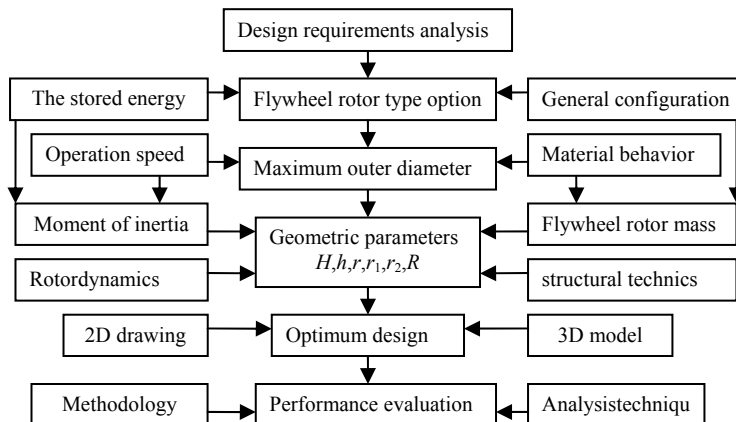 Design requirements analysis
The stored energy
Flywheel rotor type option
General configuration
Operation speed
Maximum outer diameter
Material behavior
Moment of inertia
Geometric parameters
H,h,r,r₁,r₂,R
Flywheel rotor mass
Rotordynamics
structural technics
2D drawing
Optimum design
3D model
Methodology
Performance evaluation
Analysistechniqu